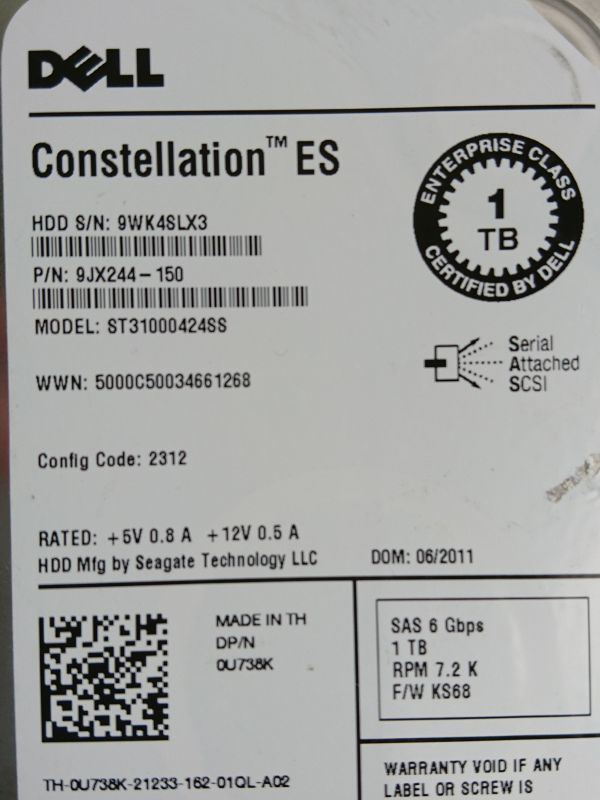 DELL
Constellation™ ES
ENTERPRISE CLASS
1
TB
CERTIFIED BY DELL
HDD S/N: 9WK4SLX3
P/N: 9JX244-150
MODEL: ST31000424SS
Serial
Attached
SCSI
WWN: 5000C50034661268
Config Code: 2312
RATED: +5V 0.8 A +12V 0.5 A
HDD Mfg by Seagate Technology LLC
DOM: 06/2011
MADE IN TH
DP/N
0U738K
SAS 6 Gbps
1 TB
RPM 7.2 K
F/W KS68
TH-0U738K-21233-162-01QL-A02
WARRANTY VOID IF ANY
LABEL OR SCREW IS